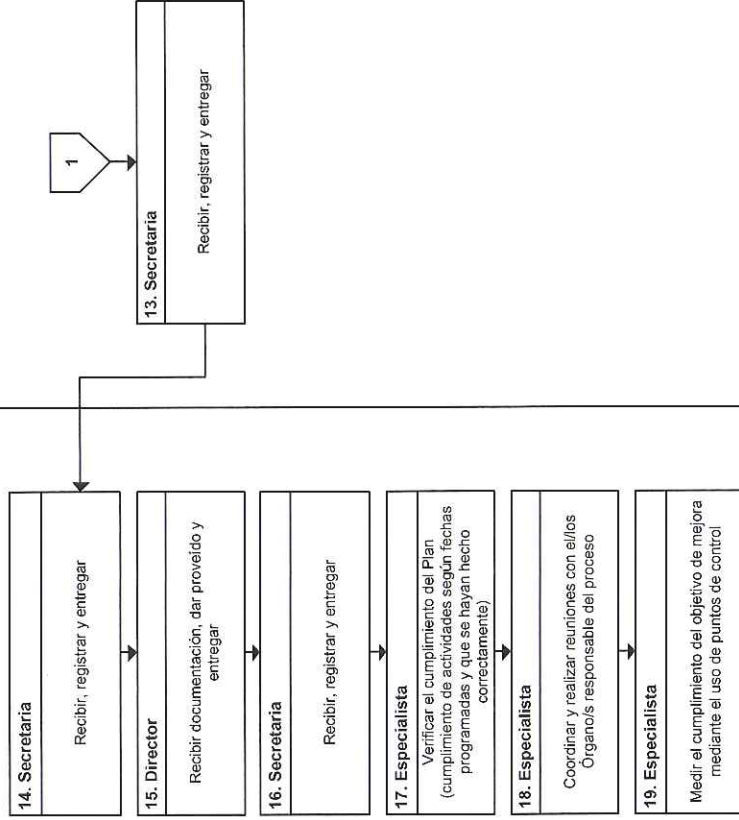 1
13. Secretaria
Recibir, registrar y entregar
14. Secretaria
Recibir, registrar y entregar
15. Director
Recibir documentación, dar proveído y
entregar
16. Secretaria
Recibir, registrar y entregar
17. Especialista
Verificar el cumplimiento del Plan
(cumplimiento de actividades según fechas
programadas y que se hayan hecho
correctamente)
18. Especialista
Coordinar y realizar reuniones con el/los
Órgano/s responsable del proceso
19. Especialista
Medir el cumplimiento del objetivo de mejora
mediante el uso de puntos de control